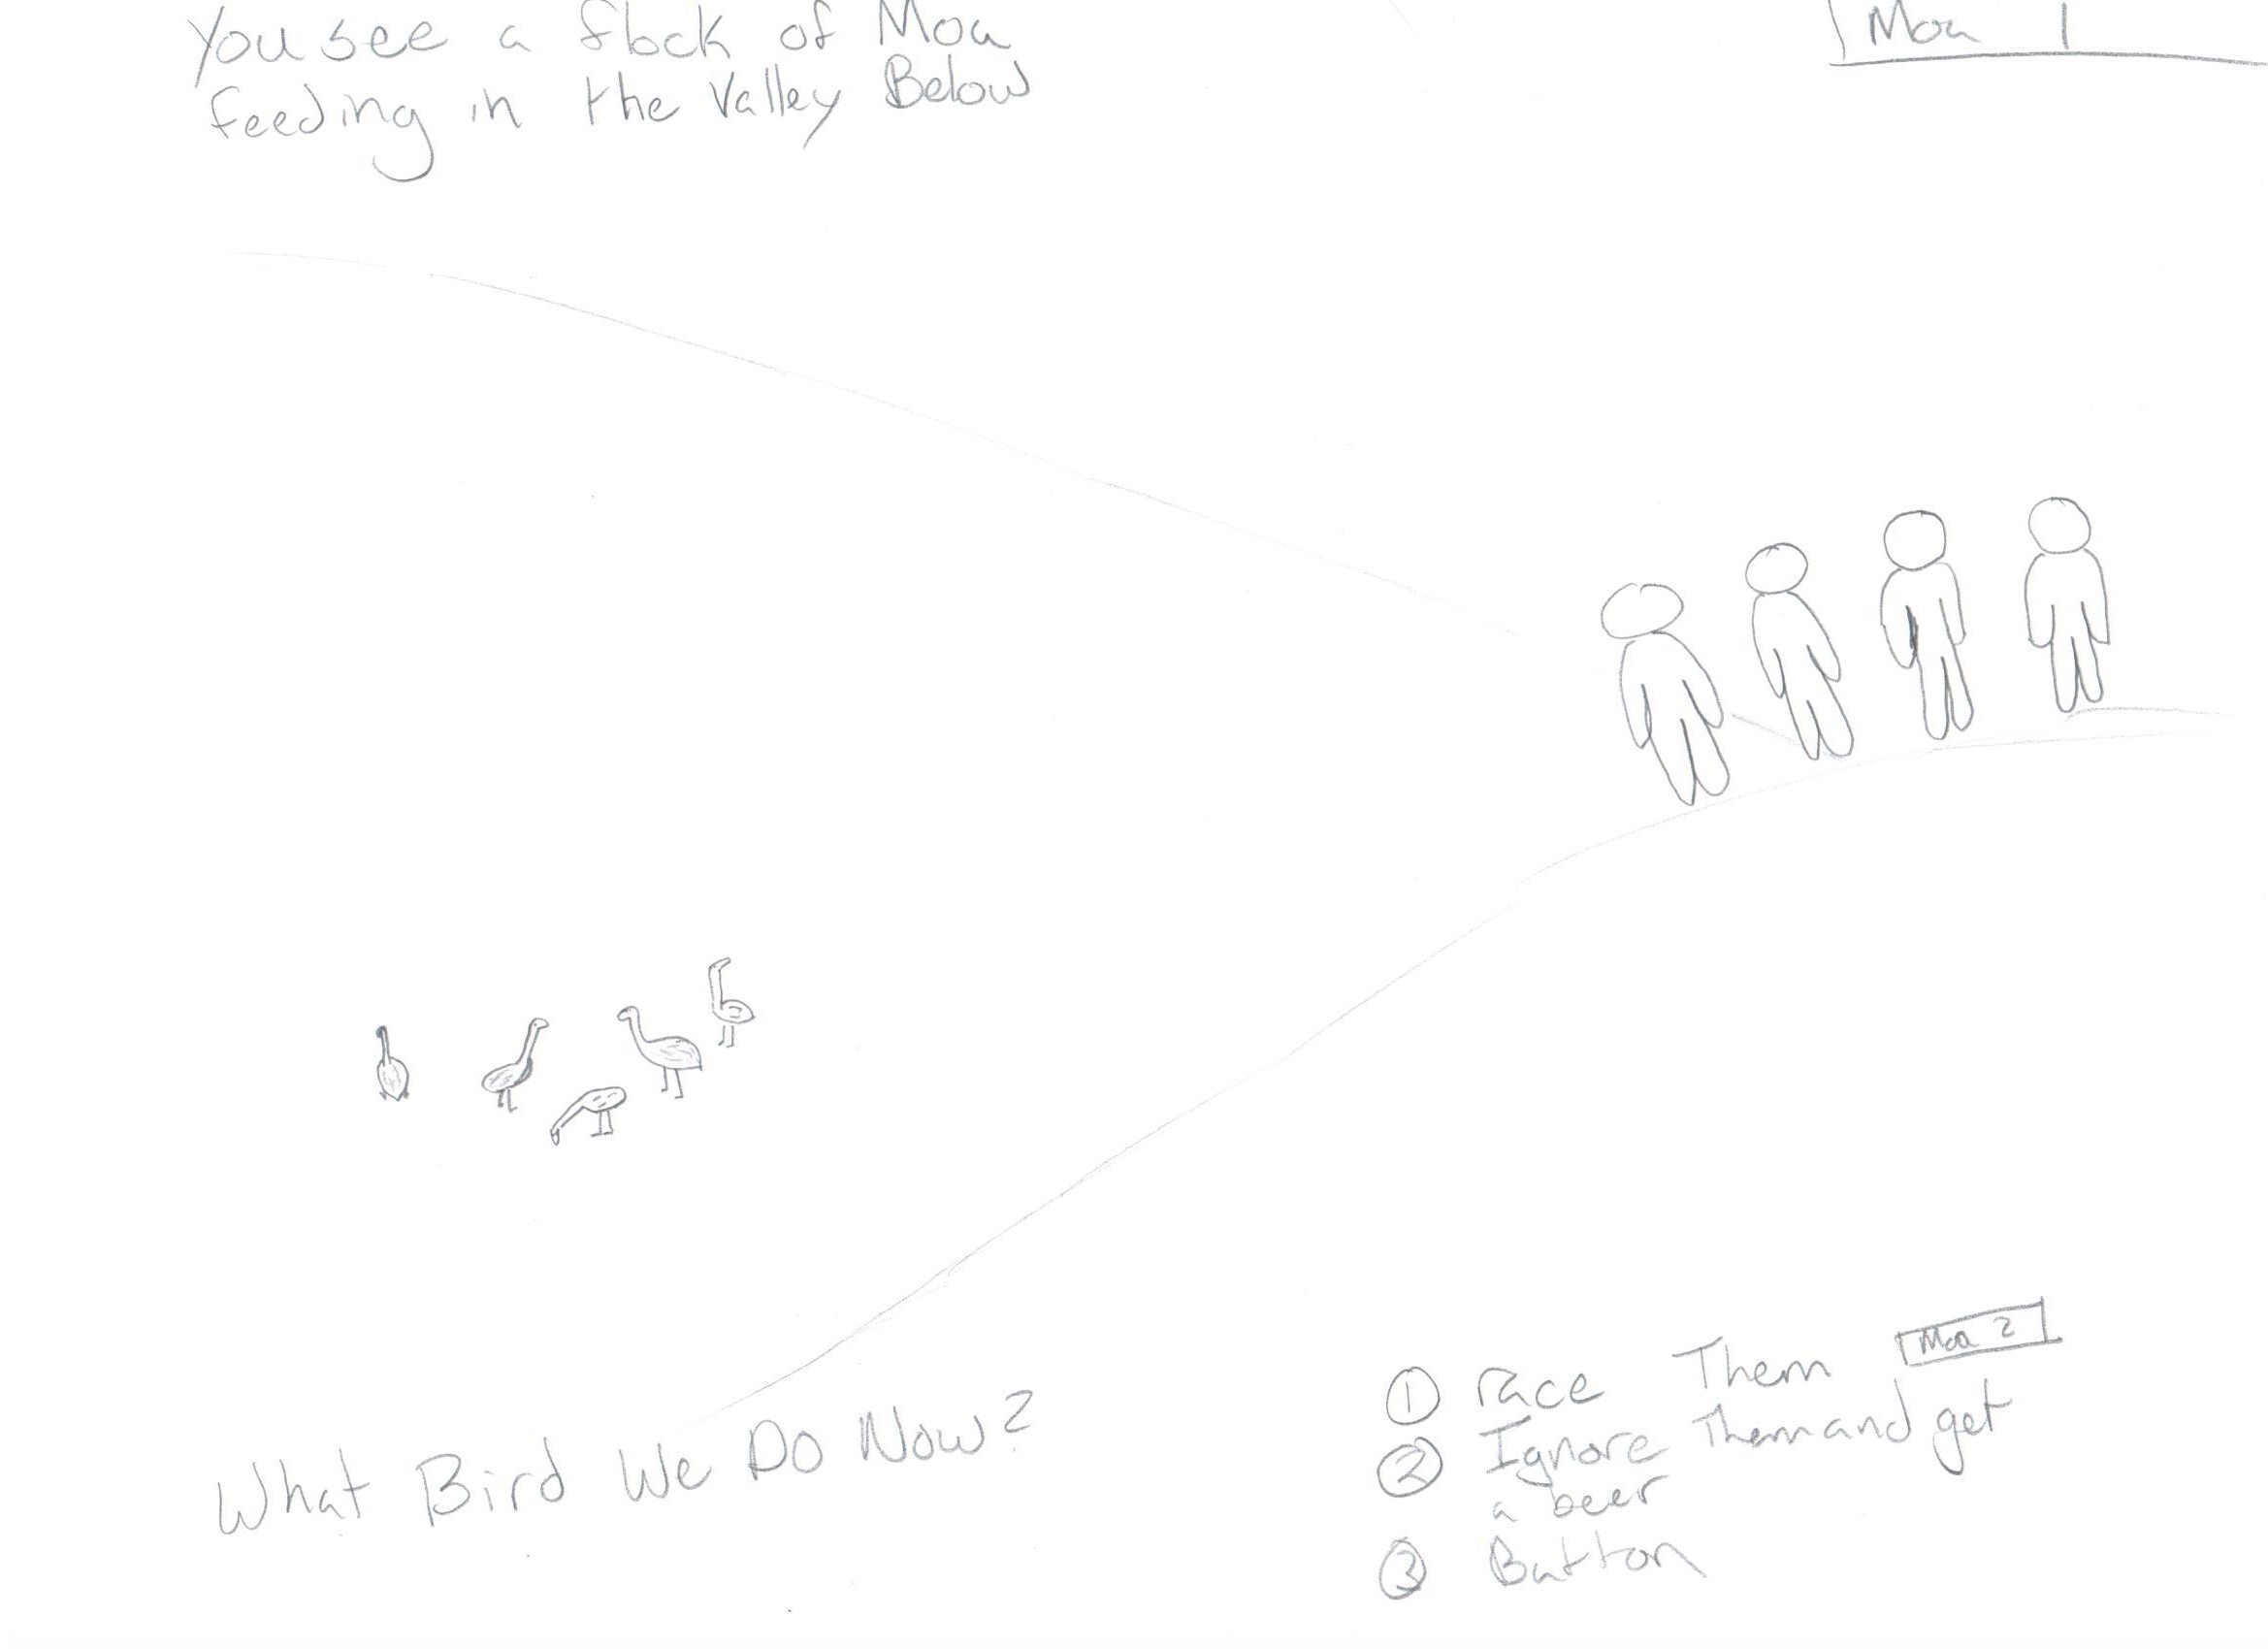 You see a flock of Moa
feeding in the Valley Below
Moa 1
What Bird We Do Now?
① race Them Moa 2
② Ignore Them and get
a beer
③ Button